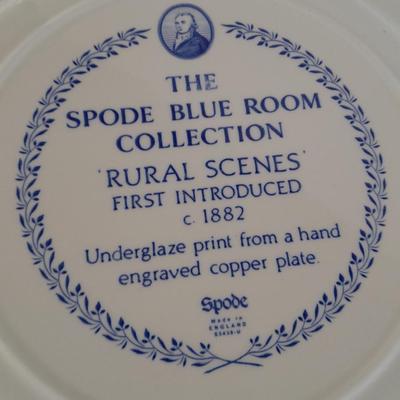 THE
SPODE BLUE ROOM
COLLECTION
'RURAL SCENES'
FIRST INTRODUCED
c. 1882
Underglaze print from a hand
engraved copper plate.
Spode
Made in
ENGLAND